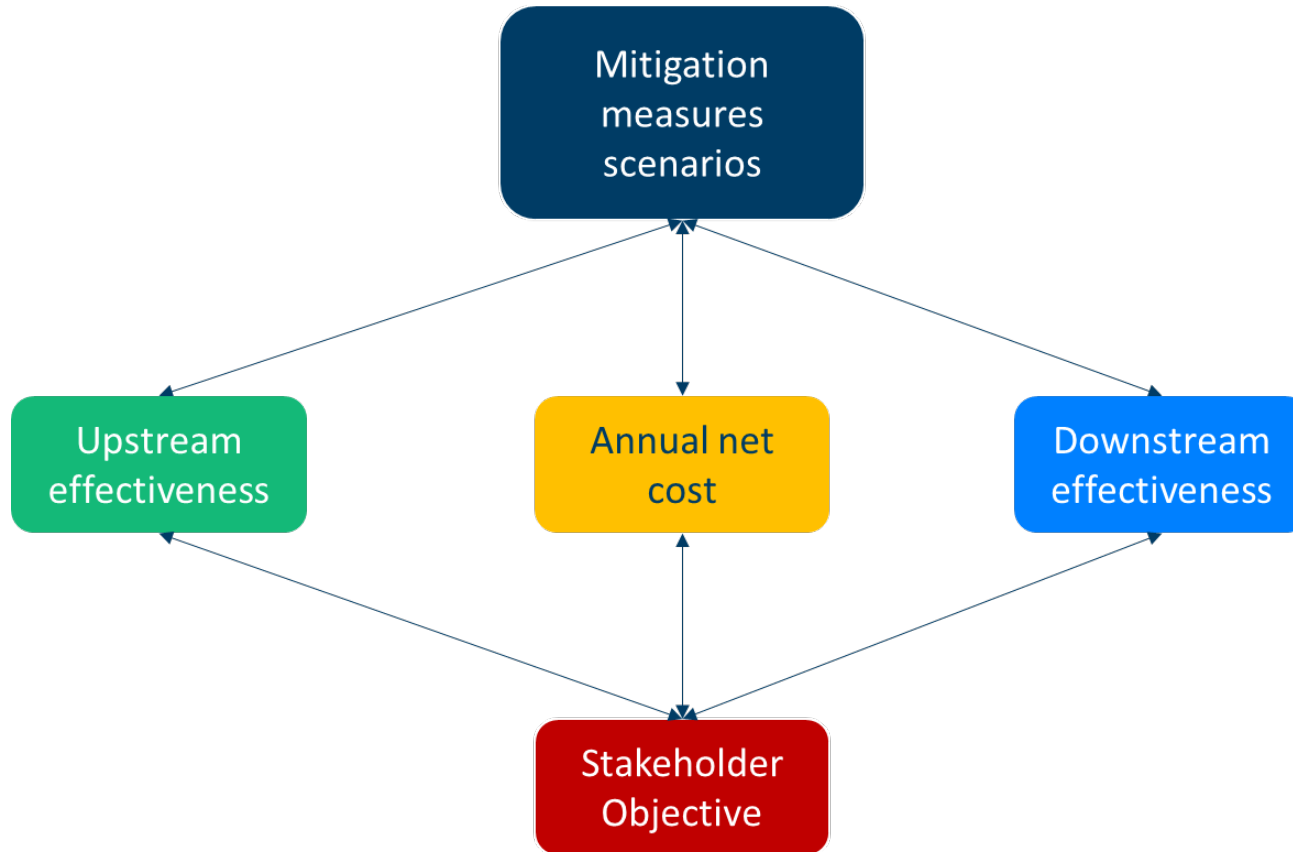 Mitigation
measures
scenarios
Upstream
effectiveness
Annual net
cost
Downstream
effectiveness
Stakeholder
Objective